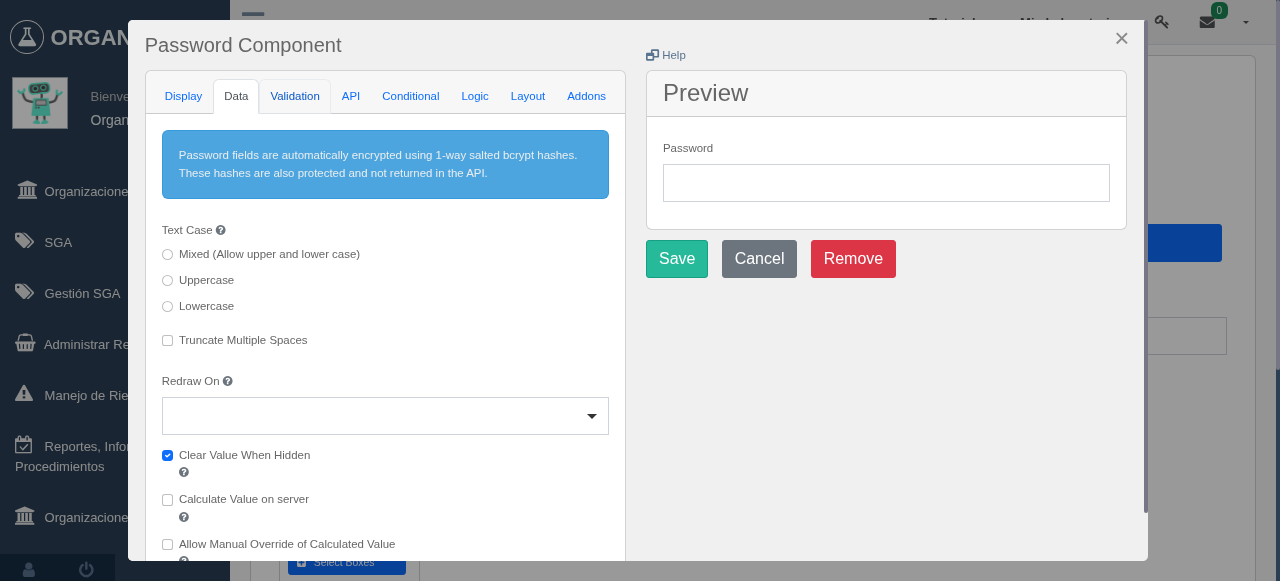 ORGAN
0
Bienve
Organ
Organizacione
SGA
Gestión SGA
Administrar Re
Manejo de Rie
Reportes, Infor
Procedimientos
Organizacione
Password Component
×
Help
Display Data Validation API Conditional Logic Layout Addons
Password fields are automatically encrypted using 1-way salted bcrypt hashes.
These hashes are also protected and not returned in the API.
Text Case
Mixed (Allow upper and lower case)
Uppercase
Lowercase
Truncate Multiple Spaces
Redraw On
Clear Value When Hidden
Calculate Value on server
Allow Manual Override of Calculated Value
Preview
Password
Save Cancel Remove
Select Boxes